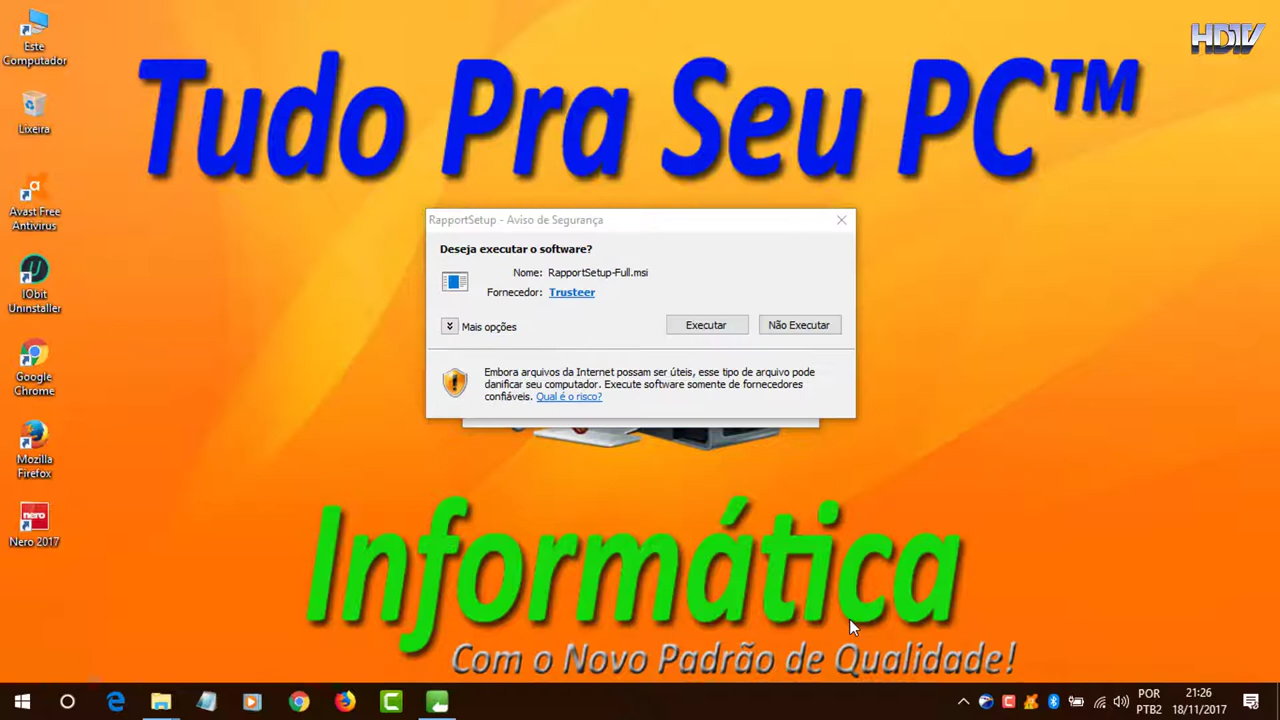 Este
Computador
Lixeira
Avast Free
Antivirus
IObit
Uninstaller
Google
Chrome
Mozilla
Firefox
nero
Nero 2017
HDTV
Tudo Pra Seu PC™
RapportSetup - Aviso de Segurança
Deseja executar o software?
Nome: RapportSetup-Full.msi
Fornecedor: Trusteer
Mais opções
Executar
Não Executar
Embora arquivos da Internet possam ser úteis, esse tipo de arquivo pode
danificar seu computador. Execute software somente de fornecedores
confiáveis. Qual é o risco?
Informática
Com o Novo Padrão de Qualidade!
POR
PTB2
21:26
18/11/2017